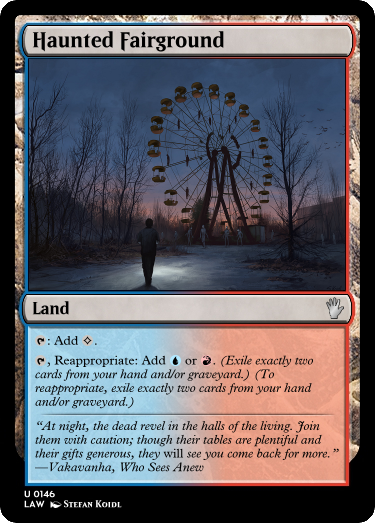 Haunted Fairground
Land
: Add .
, Reappropriate: Add or . (Exile exactly two
cards from your hand and/or graveyard.) (To
reappropriate, exile exactly two cards from your hand
and/or graveyard.)
“At night, the dead revel in the halls of the living. Join
them with caution; though their tables are plentiful and
their gifts generous, they will see you come back for more.”
—Vakavanha, Who Sees Anew
U 0146
LAW Stefan Koidl